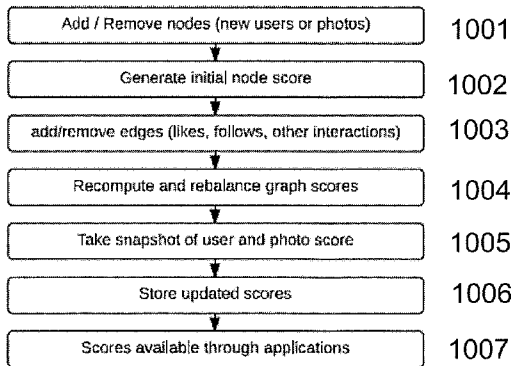 Add / Remove nodes (new users or photos) 1001
Generate initial node score 1002
add/remove edges (likes, follows, other interactions) 1003
Recompute and rebalance graph scores 1004
Take snapshot of user and photo score 1005
Store updated scores 1006
Scores available through applications 1007